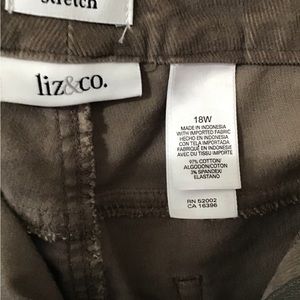 Stretch
liz&co.
18W
MADE IN INDONESIA
WITH IMPORTED FABRIC
HECHO EN INDONESIA
CON TELA IMPORTADA
FABRIQUE EN INDONESIE
AVEC DU TISSU IMPORTE
97% COTTON/
ALGODON/COTON
3% SPANDEX/
ELASTANO
RN 52002
CA 16396